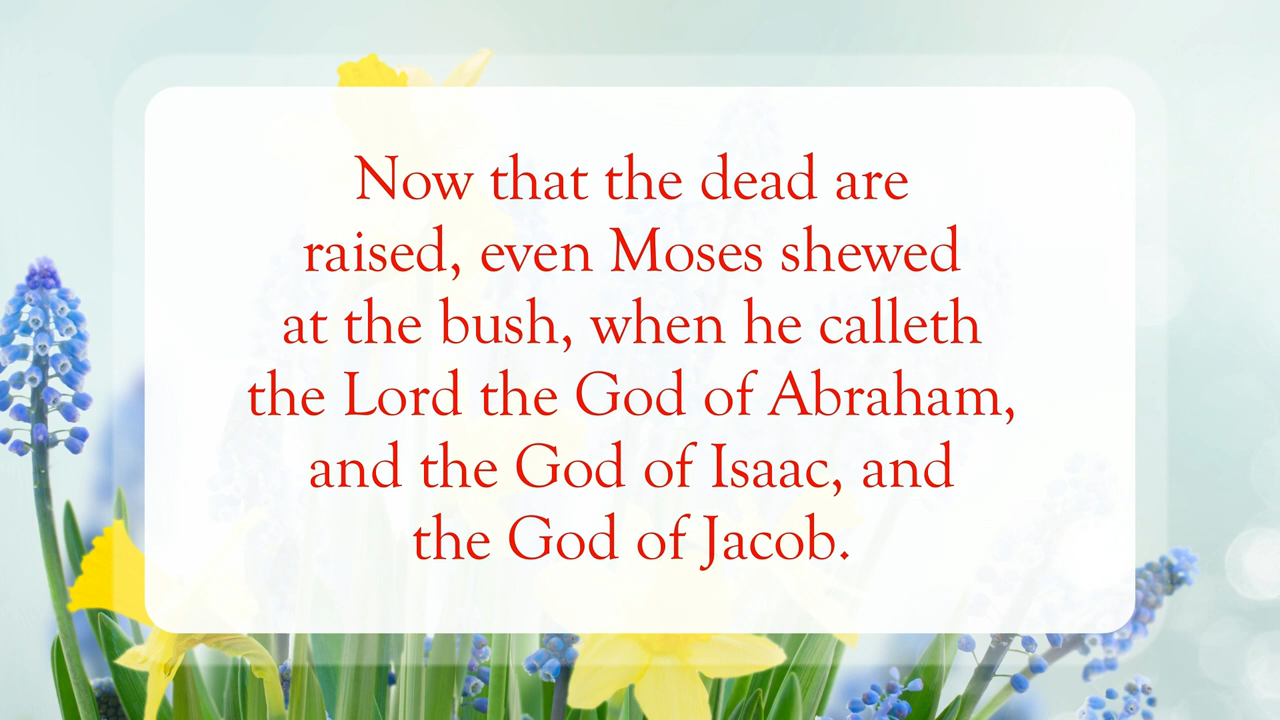 Now that the dead are
raised, even Moses shewed
at the bush, when he calleth
the Lord the God of Abraham,
and the God of Isaac, and
the God of Jacob.